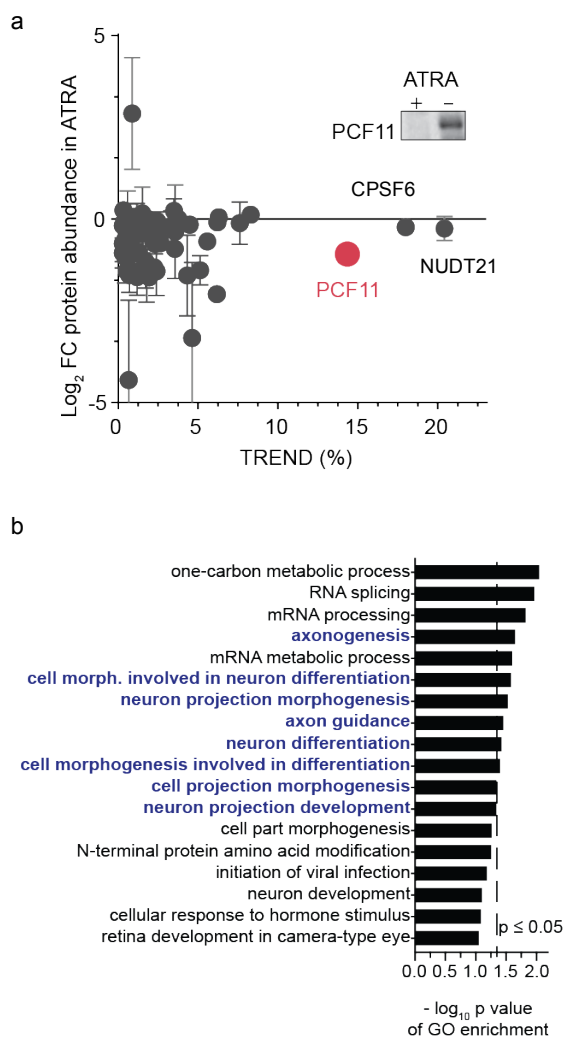 a
5
0
-5
Log2 FC protein abundance in ATRA
ATRA
+ –
PCF11
CPSF6
NUDT21
PCF11
0 5 10 15 20
TREND (%)
b
one-carbon metabolic process
RNA splicing
mRNA processing
axonogenesis
mRNA metabolic process
cell morph. involved in neuron differentiation
neuron projection morphogenesis
axon guidance
neuron differentiation
cell morphogenesis involved in differentiation
cell projection morphogenesis
neuron projection development
cell part morphogenesis
N-terminal protein amino acid modification
initiation of viral infection
neuron development
cellular response to hormone stimulus
retina development in camera-type eye
p ≤ 0.05
0.0 0.5 1.0 1.5 2.0
- log10 p value
of GO enrichment